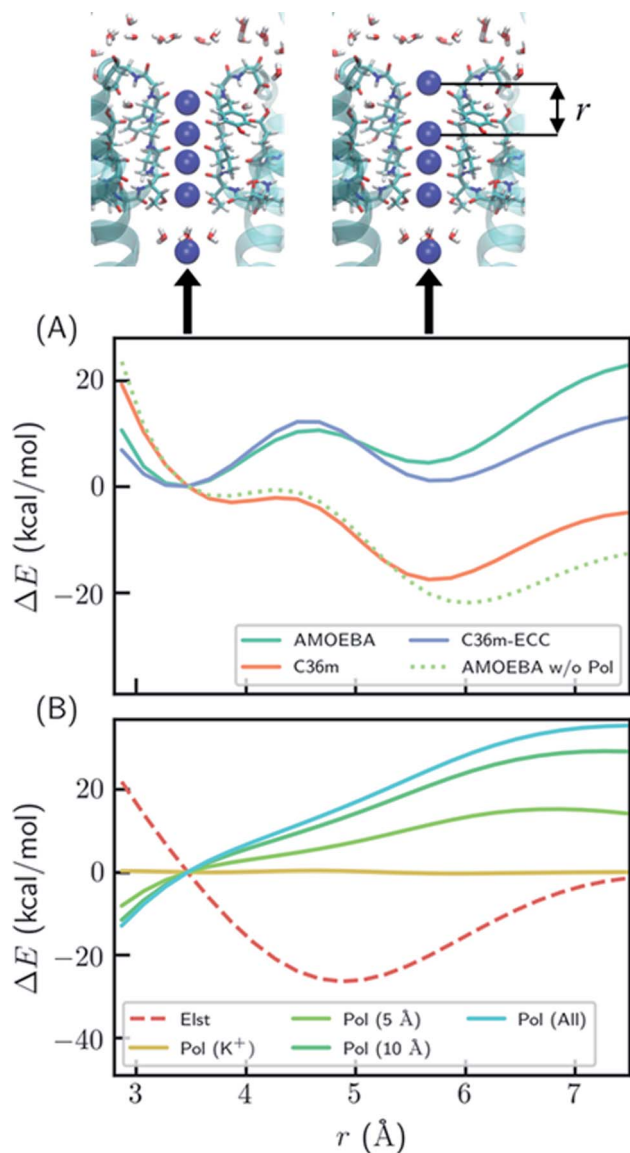 r
(A)
20
0
−20
ΔE (kcal/mol)
AMOEBA
C36m
C36m-ECC
AMOEBA w/o Pol
(B)
20
0
−20
−40
ΔE (kcal/mol)
Elst
Pol (K⁺)
Pol (5 Å)
Pol (10 Å)
Pol (All)
3 4 5 6 7
r (Å)